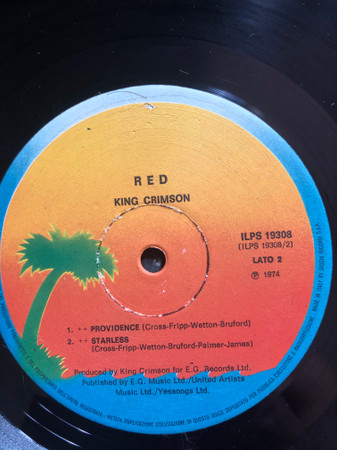 RED
KING CRIMSON
ILPS 19308
(ILPS 19308/2)
LATO 2
Ⓟ 1974
1. ++ PROVIDENCE (Cross-Fripp-Wetton-Bruford)
2. ++ STARLESS
(Cross-Fripp-Wetton-Bruford-Palmer-James)
Produced by King Crimson for E.G. Records Ltd.
Published by E.G. Music Ltd./United Artists
Music Ltd./Yessongs Ltd.